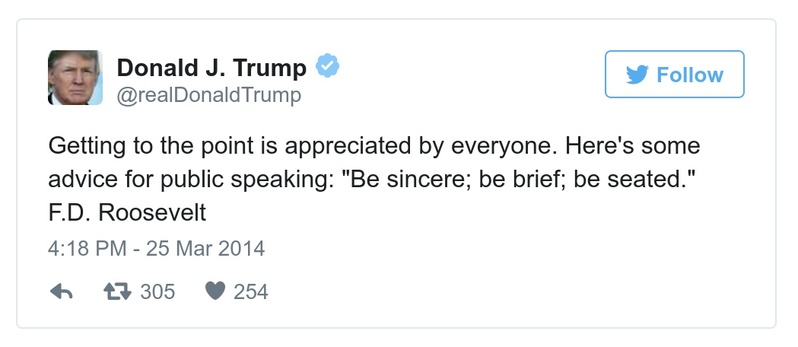 Donald J. Trump
@realDonaldTrump
Follow
Getting to the point is appreciated by everyone. Here's some
advice for public speaking: "Be sincere; be brief; be seated."
F.D. Roosevelt
4:18 PM - 25 Mar 2014
305 254